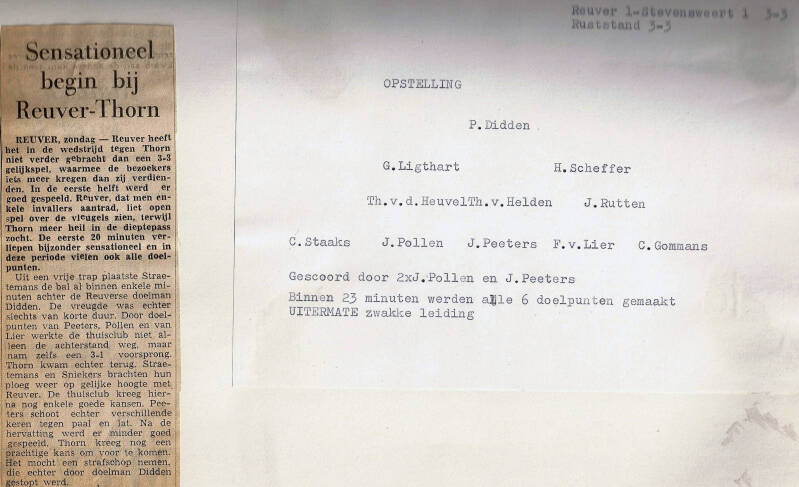 Sensationeel
begin bij
Reuver-Thorn
REUVER, zondag — Reuver heeft
het in de wedstrijd tegen Thorn
niet verder gebracht dan een 3-3
gelijkspel, waarmee de bezoekers
iets meer kregen dan zij verdien-
den. In de eerste helft werd er
goed gespeeld. Reuver, dat men en-
kele invallers aantrad, liet open
spel over de vleugels zien, terwijl
Thorn meer heil in de dieptepass
zocht. De eerste 20 minuten ver-
liepen bijzonder sensationeel en in
deze periode vielen ook alle doel-
punten.
Uit een vrije trap plaatste Strae-
temans de bal al binnen enkele mi-
nuten achter de Reuverse doelman
Didden. De vreugde was echter
slechts van korte duur. Door doel-
punten van Peeters, Pollen en van
Lier werkte de thuisclub niet al-
leen de achterstand weg, maar
nam zelfs een 3-1 voorsprong.
Thorn kwam echter terug. Strae-
temans en Sniekers brachten hun
ploeg weer op gelijke hoogte met
Reuver. De thuisclub kreeg hier-
na nog enkele goede kansen. Pee-
ters schoot echter verschillende
keren tegen paal en lat. Na de
hervatting werd er minder goed
gespeeld. Thorn kreeg nog een
prachtige kans om voor te komen.
Het mocht een strafschop nemen,
die echter door doelman Didden
gestopt werd.
Reuver 1-Stevensweert 1 3-3
Ruststand 3-3
OPSTELLING
P.Didden
G.Ligthart H.Scheffer
Th.v.d.HeuvelTh.v.Helden J.Rutten
C.Staaks J.Pollen J.Peeters F.v.Lier C.Gommans
Gescoord door 2xJ.Pollen en J.Peeters
Binnen 23 minuten werden alle 6 doelpunten gemaakt
UITERMATE zwakke leiding